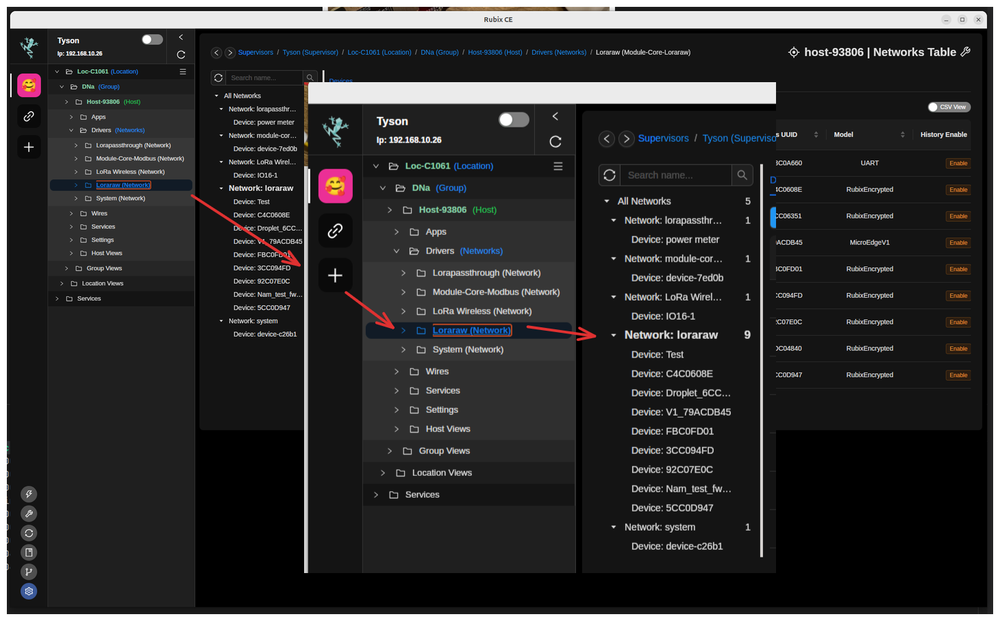 Rubix CE
Tyson
Ip: 192.168.10.26
Loc-C1061 (Location)
DNa (Group)
Host-93806 (Host)
Apps
Drivers (Networks)
Lorapassthrough (Network)
Module-Core-Modbus (Network)
LoRa Wireless (Network)
Loraraw (Network)
System (Network)
Wires
Services
Settings
Host Views
Group Views
Location Views
Services
Supervisors / Tyson (Supervisor) / Loc-C1061 (Location) / DNa (Group) / Host-93806 (Host) / Drivers (Networks) / Loraraw (Module-Core-Loraraw)
host-93806 | Networks Table
Search name...
Devices
All Networks
Network: lorapassthr...
Device: power meter
Network: module-cor...
Device: device-7ed0b
Network: LoRa Wirel...
Device: IO16-1
Network: loraraw
Device: Test
Device: C4C0608E
Device: Droplet_6CC...
Device: V1_79ACDB45
Device: FBC0FD01
Device: 3CC094FD
Device: 92C07E0C
Device: Nam_test_fw...
Device: 5CC0D947
Network: system
Device: device-c26b1
Tyson
Ip: 192.168.10.26
Loc-C1061 (Location)
DNa (Group)
Host-93806 (Host)
Apps
Drivers (Networks)
Lorapassthrough (Network)
Module-Core-Modbus (Network)
LoRa Wireless (Network)
Loraraw (Network)
System (Network)
Wires
Services
Settings
Host Views
Group Views
Location Views
Services
Supervisors / Tyson (Superviso
Search name...
D
All Networks 5
Network: lorapassthr... 1
Device: power meter
Network: module-cor... 1
Device: device-7ed0b
Network: LoRa Wirel... 1
Device: IO16-1
Network: loraraw 9
Device: Test
Device: C4C0608E
Device: Droplet_6CC...
Device: V1_79ACDB45
Device: FBC0FD01
Device: 3CC094FD
Device: 92C07E0C
Device: Nam_test_fw...
Device: 5CC0D947
Network: system 1
Device: device-c26b1
CSV View
s UUID Model History Enable
C0A660 UART Enable
C0608E RubixEncrypted Enable
CC06351 RubixEncrypted Enable
ACDB45 MicroEdgeV1 Enable
C0FD01 RubixEncrypted Enable
CC094FD RubixEncrypted Enable
C07E0C RubixEncrypted Enable
C04840 RubixEncrypted Enable
CC0D947 RubixEncrypted Enable